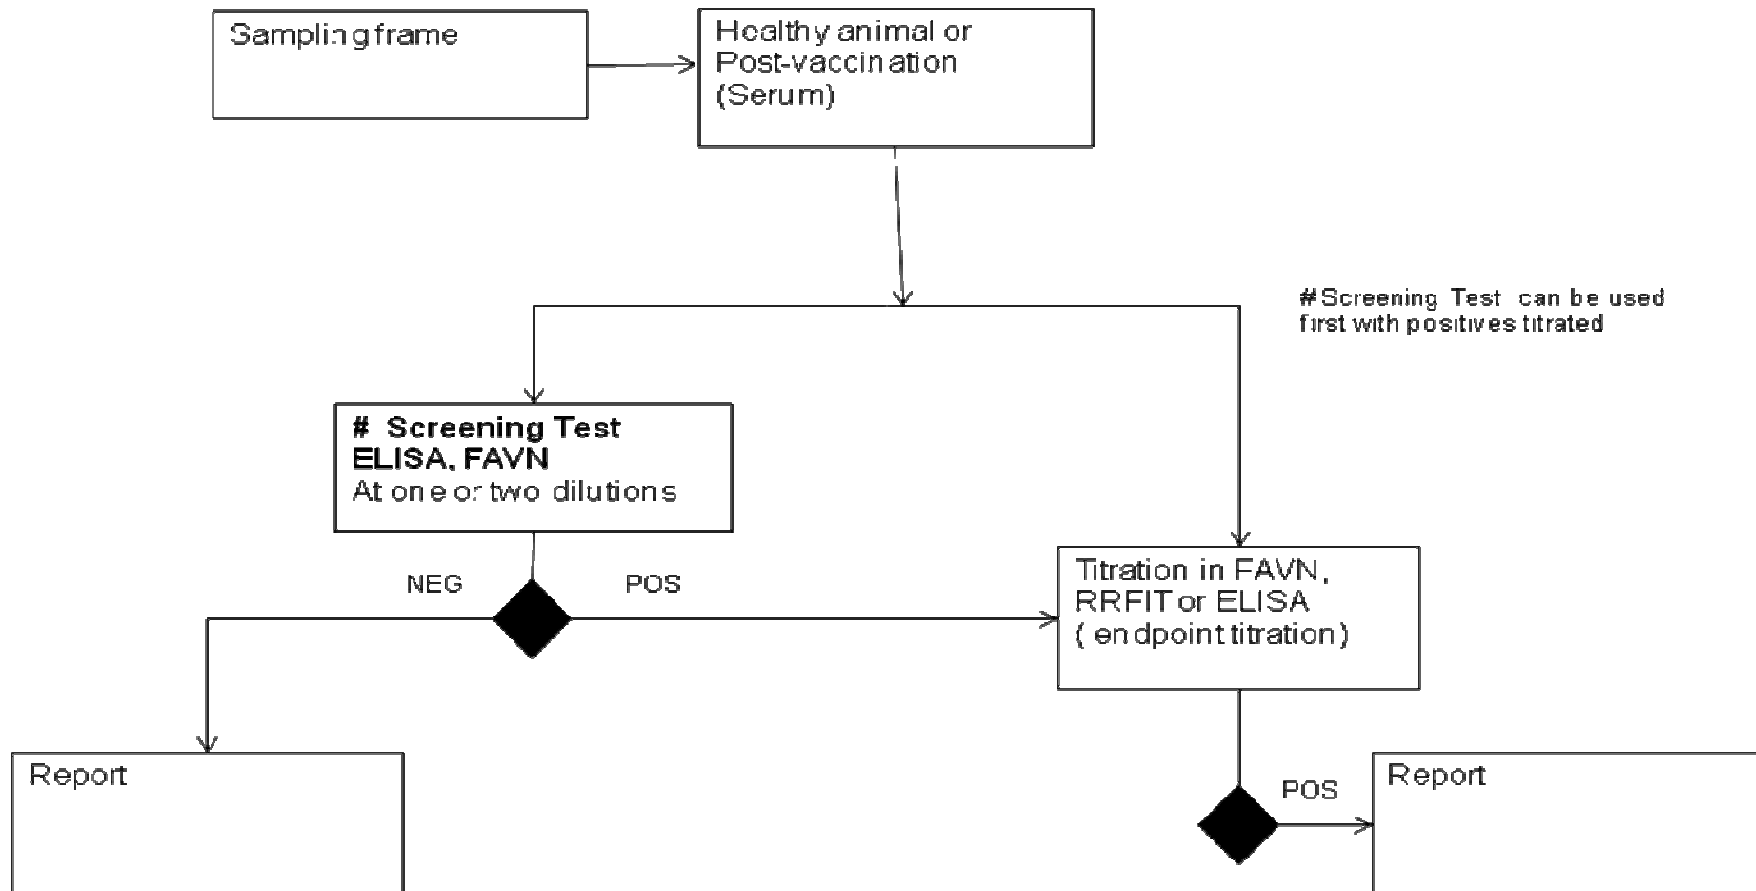 Sampling frame
Healthy animal or
Post-vaccination
(Serum)
#Screening Test can be used
first with positives titrated
# Screening Test
ELISA, FAVN
At one or two dilutions
NEG
POS
Titration in FAVN,
RRFIT or ELISA
( endpoint titration)
Report
POS
Report